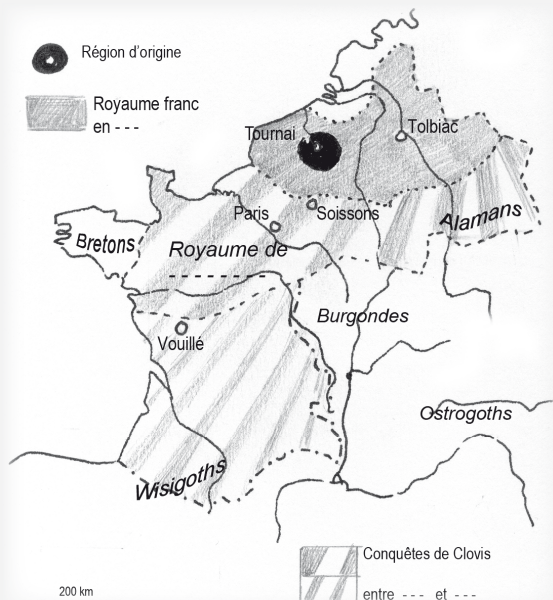 Région d'origine
Royaume franc
en - - -
Tournai
Tolbiac
Paris
Soissons
Alamans
Bretons
Royaume de
- - - - - - - - -
Burgondes
Vouillé
Ostrogoths
Wisigoths
Conquêtes de Clovis
200 km
entre - - - et - - -